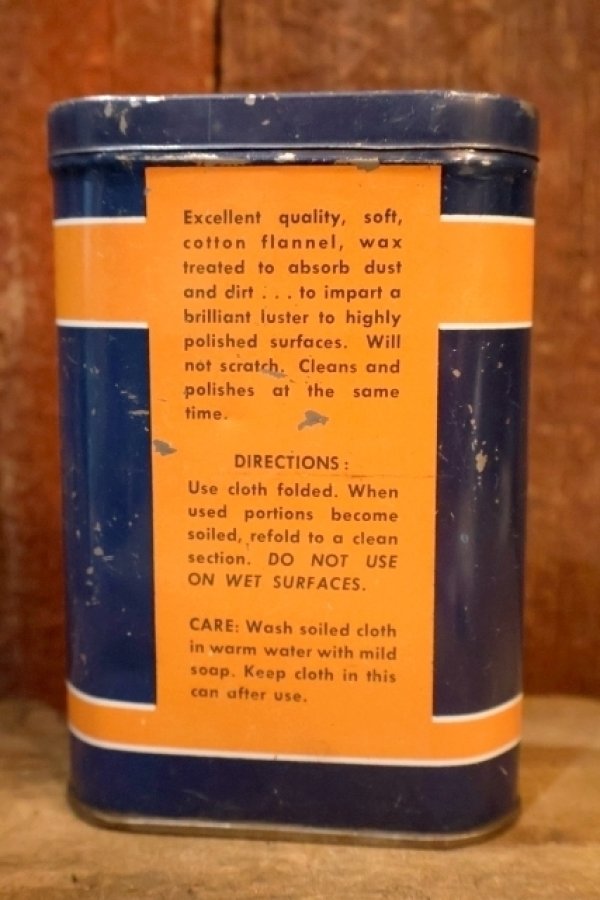 Excellent quality, soft,
cotton flannel, wax
treated to absorb dust
and dirt . . . to impart a
brilliant luster to highly
polished surfaces. Will
not scratch. Cleans and
polishes at the same
time.
DIRECTIONS:
Use cloth folded. When
used portions become
soiled, refold to a clean
section. DO NOT USE
ON WET SURFACES.
CARE: Wash soiled cloth
in warm water with mild
soap. Keep cloth in this
can after use.